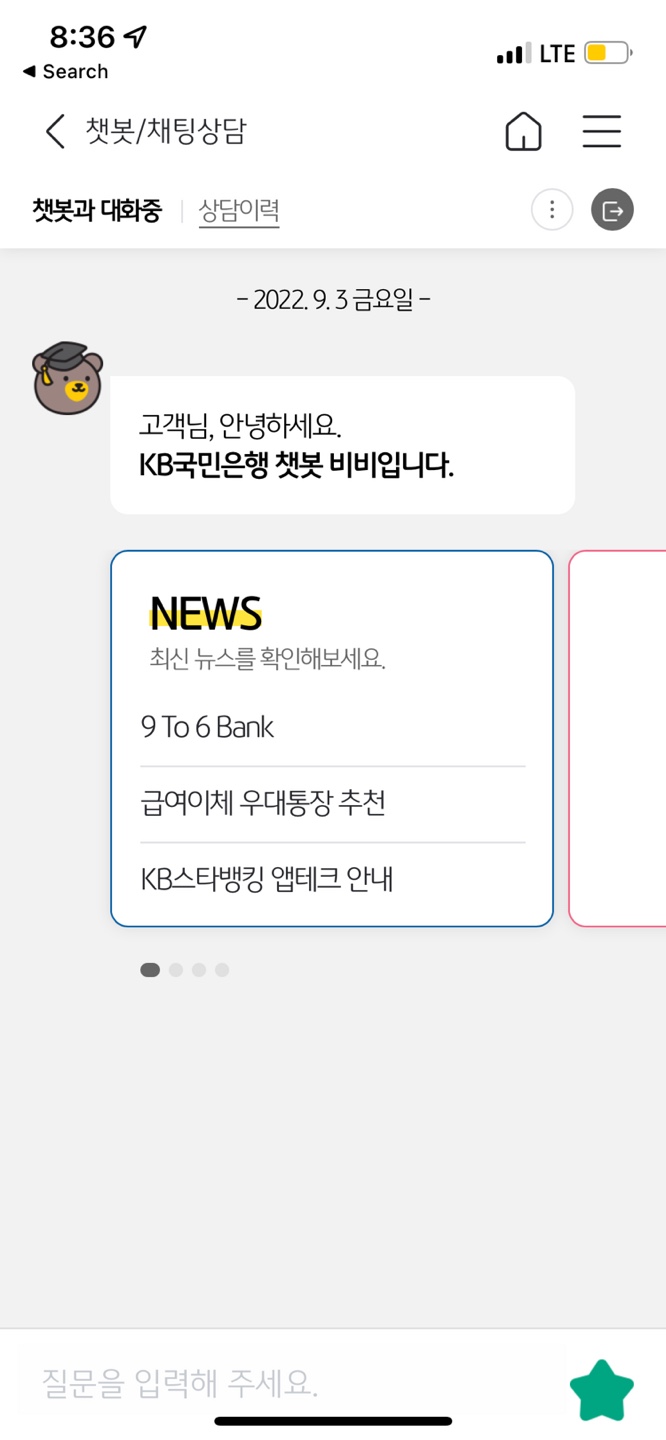 8:36
LTE
◀ Search
챗봇/채팅상담
챗봇과 대화중
상담이력
- 2022. 9. 3 금요일 -
고객님, 안녕하세요.
KB국민은행 챗봇 비비입니다.
NEWS
최신 뉴스를 확인해보세요.
9 To 6 Bank
급여이체 우대통장 추천
KB스타뱅킹 앱테크 안내
질문을 입력해 주세요.